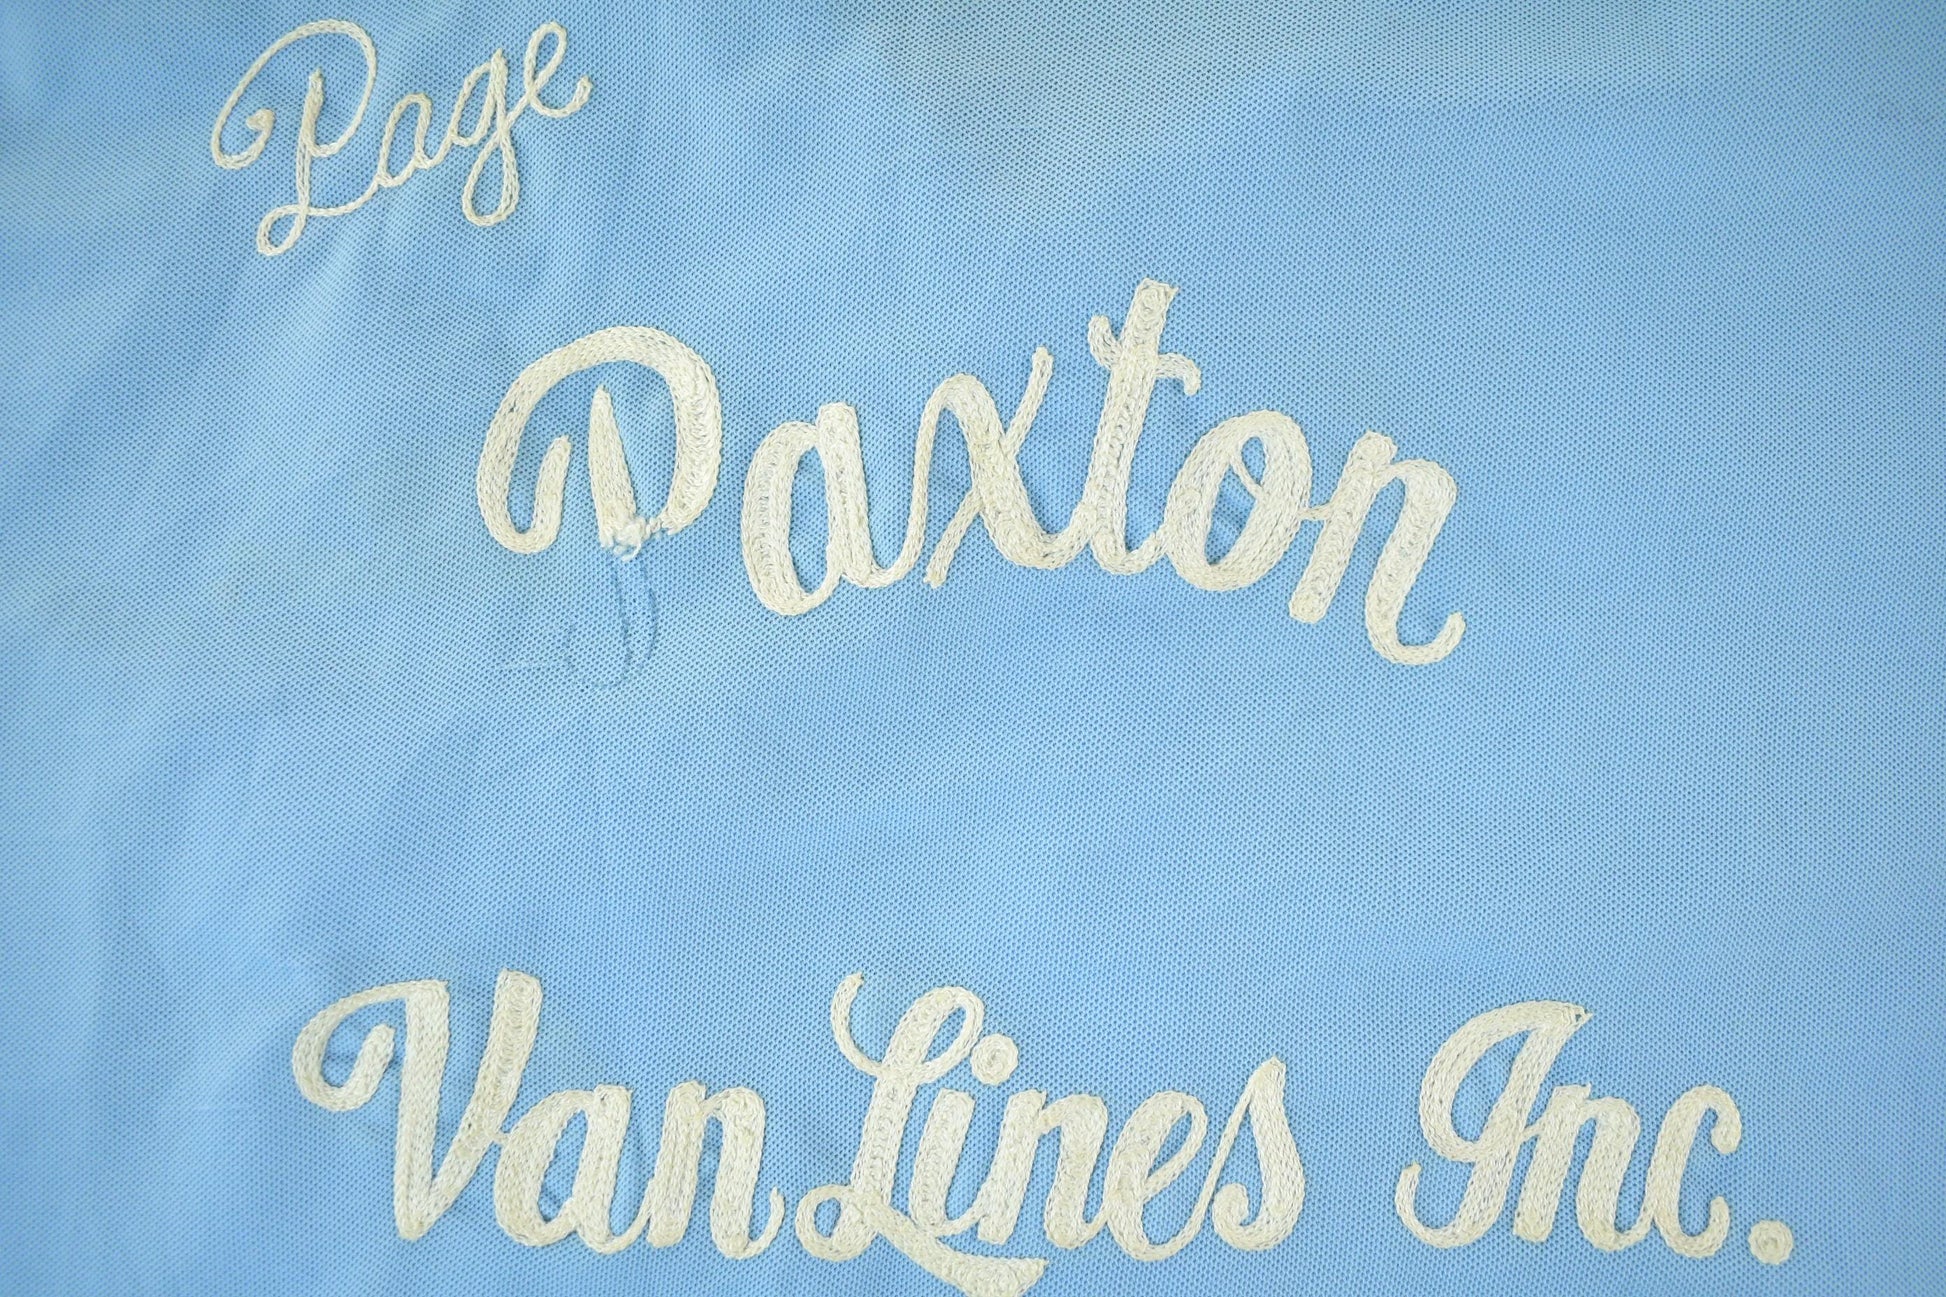 Page
Paxton
Van Lines Inc.